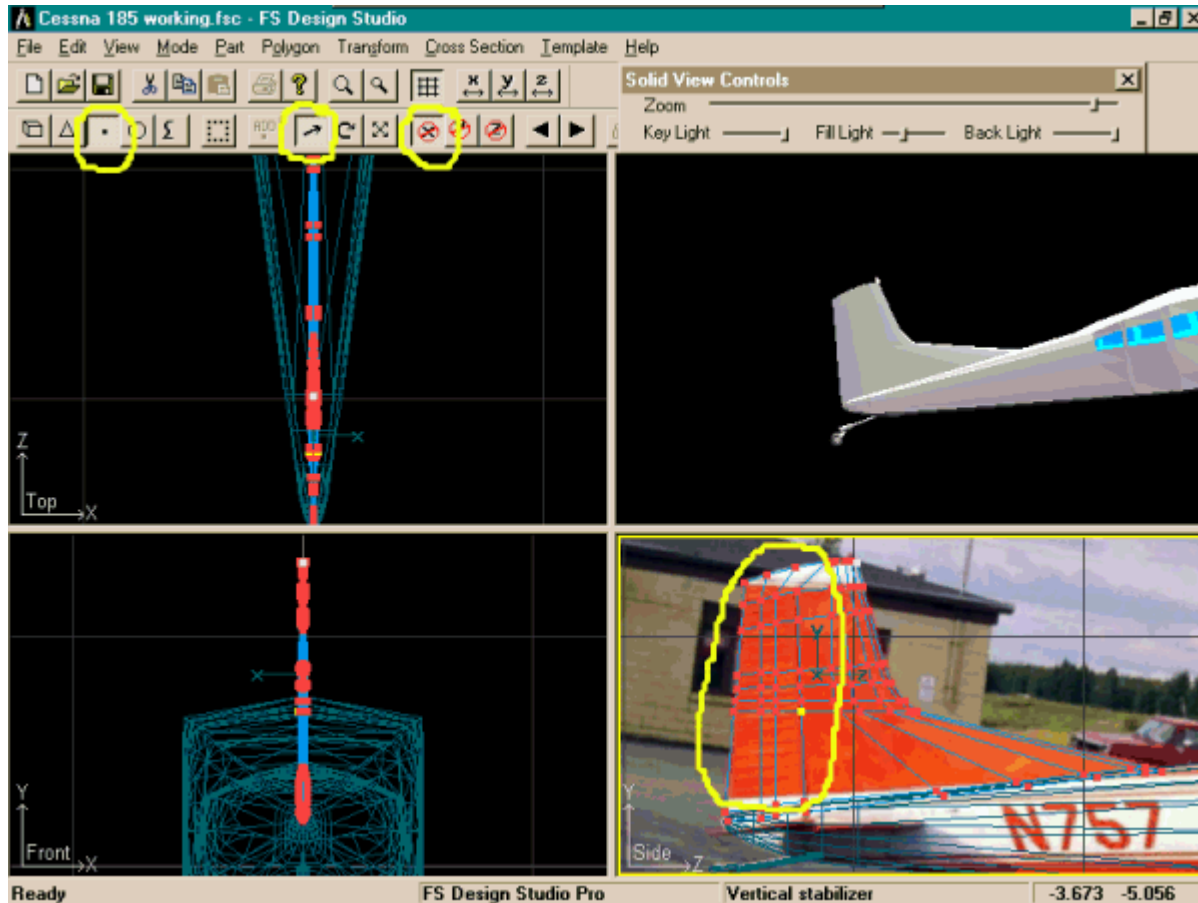 Cessna 185 working.fsc - FS Design Studio
File Edit View Mode Part Polygon Transform Cross Section Template Help
Solid View Controls
Zoom
Key Light Fill Light Back Light
x y z
Z
Top X
Y
Front X
Y
X Z
N757
Y
Side Z
Ready FS Design Studio Pro Vertical stabilizer -3.673 -5.056